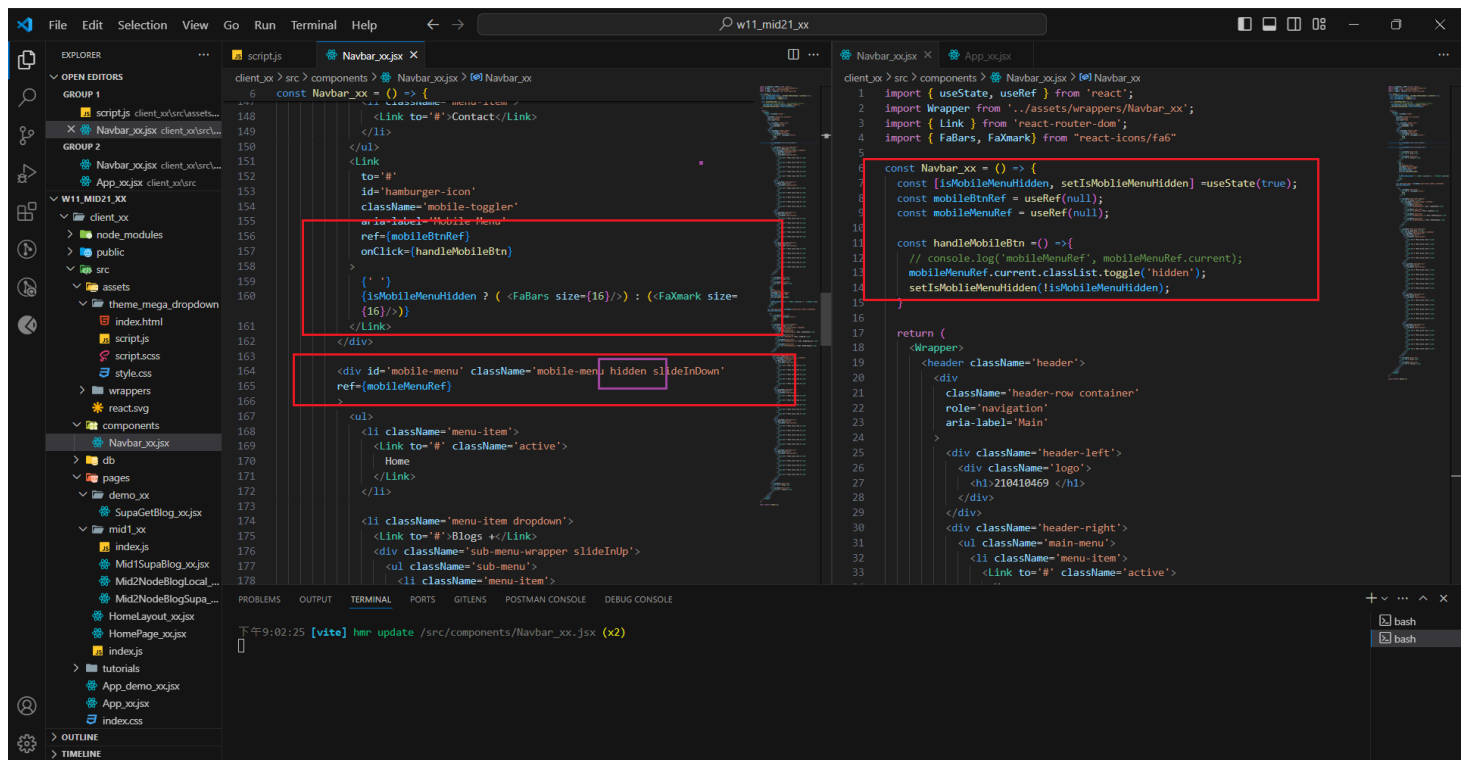 File Edit Selection View Go Run Terminal Help
w11_mid21_xx
EXPLORER
OPEN EDITORS
GROUP 1
script.js client_xx\src\assets...
Navbar_xx.jsx client_xx\src\...
GROUP 2
Navbar_xx.jsx client_xx\src\...
App_xx.jsx client_xx\src
W11_MID21_XX
client_xx
node_modules
public
src
assets
theme_mega_dropdown
index.html
script.js
script.scss
style.css
wrappers
react.svg
components
Navbar_xx.jsx
db
pages
demo_xx
SupaGetBlog_xx.jsx
mid1_xx
index.js
Mid1SupaBlog_xx.jsx
Mid2NodeBlogLocal_...
Mid2NodeBlogSupa_...
HomeLayout_xx.jsx
HomePage_xx.jsx
index.js
tutorials
App_demo_xx.jsx
App_xx.jsx
index.css
OUTLINE
TIMELINE
script.js Navbar_xx.jsx
client_xx > src > components > Navbar_xx.jsx > Navbar_xx
6 const Navbar_xx = () => {
147 <li className='menu-item'>
148 <Link to='#'>Contact</Link>
149 </li>
150 </ul>
151 <Link
152 to='#'
153 id='hamburger-icon'
154 className='mobile-toggler'
155 aria-label='Mobile Menu'
156 ref={mobileBtnRef}
157 onClick={handleMobileBtn}
158 >
159 {' '}
160 {isMobileMenuHidden ? ( <FaBars size={16}/>) : (<FaXmark size=
{16}/>)}
161 </Link>
162 </div>
163
164 <div id='mobile-menu' className='mobile-menu hidden slideInDown'
165 ref={mobileMenuRef}
166 >
167 <ul>
168 <li className='menu-item'>
169 <Link to='#' className='active'>
170 Home
171 </Link>
172 </li>
173
174 <li className='menu-item dropdown'>
175 <Link to='#'>Blogs +</Link>
176 <div className='sub-menu-wrapper slideInUp'>
177 <ul className='sub-menu'>
178 <li className='menu-item'>
Navbar_xx.jsx App_xx.jsx
client_xx > src > components > Navbar_xx.jsx > Navbar_xx
1 import { useState, useRef } from 'react';
2 import Wrapper from '../assets/wrappers/Navbar_xx';
3 import { Link } from 'react-router-dom';
4 import { FaBars, FaXmark} from "react-icons/fa6"
5
6 const Navbar_xx = () => {
7 const [isMobileMenuHidden, setIsMoblieMenuHidden] =useState(true);
8 const mobileBtnRef = useRef(null);
9 const mobileMenuRef = useRef(null);
10
11 const handleMobileBtn =() =>{
12 // console.log('mobileMenuRef', mobileMenuRef.current);
13 mobileMenuRef.current.classList.toggle('hidden');
14 setIsMoblieMenuHidden(!isMobileMenuHidden);
15 }
16
17 return (
18 <Wrapper>
19 <header className='header'>
20 <div
21 className='header-row container'
22 role='navigation'
23 aria-label='Main'
24 >
25 <div className='header-left'>
26 <div className='logo'>
27 <h1>210410469 </h1>
28 </div>
29 </div>
30 <div className='header-right'>
31 <ul className='main-menu'>
32 <li className='menu-item'>
33 <Link to='#' className='active'>
PROBLEMS OUTPUT TERMINAL PORTS GITLENS POSTMAN CONSOLE DEBUG CONSOLE
下午9:02:25 [vite] hmr update /src/components/Navbar_xx.jsx (x2)
bash
bash